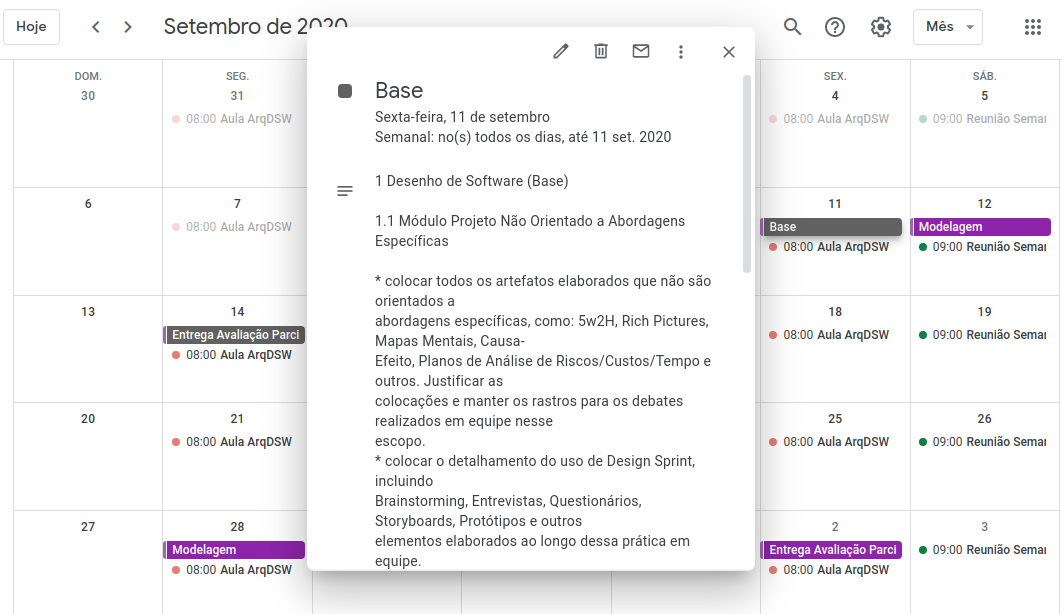 Hoje
Setembro de 2020
Mês
DOM.
SEG.
SEX.
SÁB.
30
31
4
5
08:00 Aula ArqDSW
08:00 Aula ArqDSW
09:00 Reunião Semar
Base
Sexta-feira, 11 de setembro
Semanal: no(s) todos os dias, até 11 set. 2020
1 Desenho de Software (Base)
1.1 Módulo Projeto Não Orientado a Abordagens
Específicas
* colocar todos os artefatos elaborados que não são
orientados a
abordagens específicas, como: 5w2H, Rich Pictures,
Mapas Mentais, Causa-
Efeito, Planos de Análise de Riscos/Custos/Tempo e
outros. Justificar as
colocações e manter os rastros para os debates
realizados em equipe nesse
escopo.
* colocar o detalhamento do uso de Design Sprint,
incluindo
Brainstorming, Entrevistas, Questionários,
Storyboards, Protótipos e outros
elementos elaborados ao longo dessa prática em
equipe.
6
7
11
12
Base
Modelagem
08:00 Aula ArqDSW
08:00 Aula ArqDSW
09:00 Reunião Semar
13
14
18
19
Entrega Avaliação Parci
08:00 Aula ArqDSW
08:00 Aula ArqDSW
09:00 Reunião Semar
20
21
25
26
08:00 Aula ArqDSW
08:00 Aula ArqDSW
09:00 Reunião Semar
27
28
2
3
Modelagem
Entrega Avaliação Parci
09:00 Reunião Semar
08:00 Aula ArqDSW
08:00 Aula ArqDSW